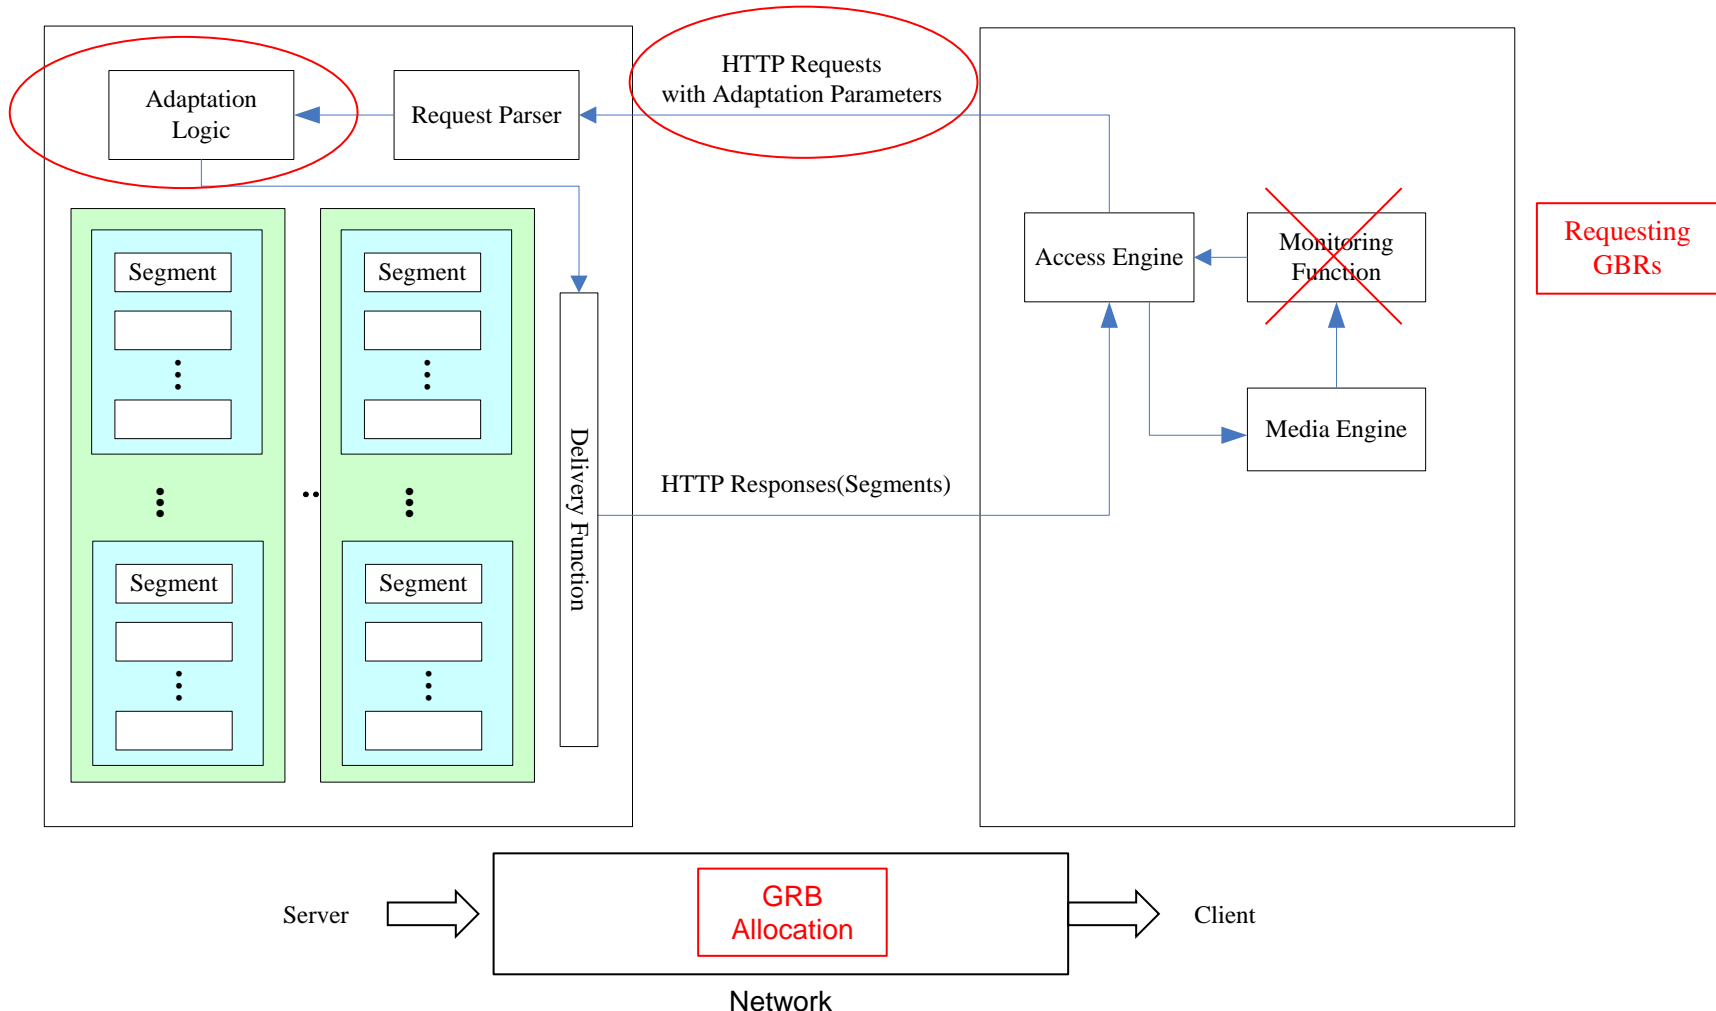 HTTP Requests
with Adaptation Parameters
Adaptation
Logic
Request Parser
Access Engine
Monitoring
Function
Requesting
GBRs
Segment
Segment
Media Engine
Delivery Function
HTTP Responses(Segments)
Segment
Segment
Server
GRB
Allocation
Client
Network